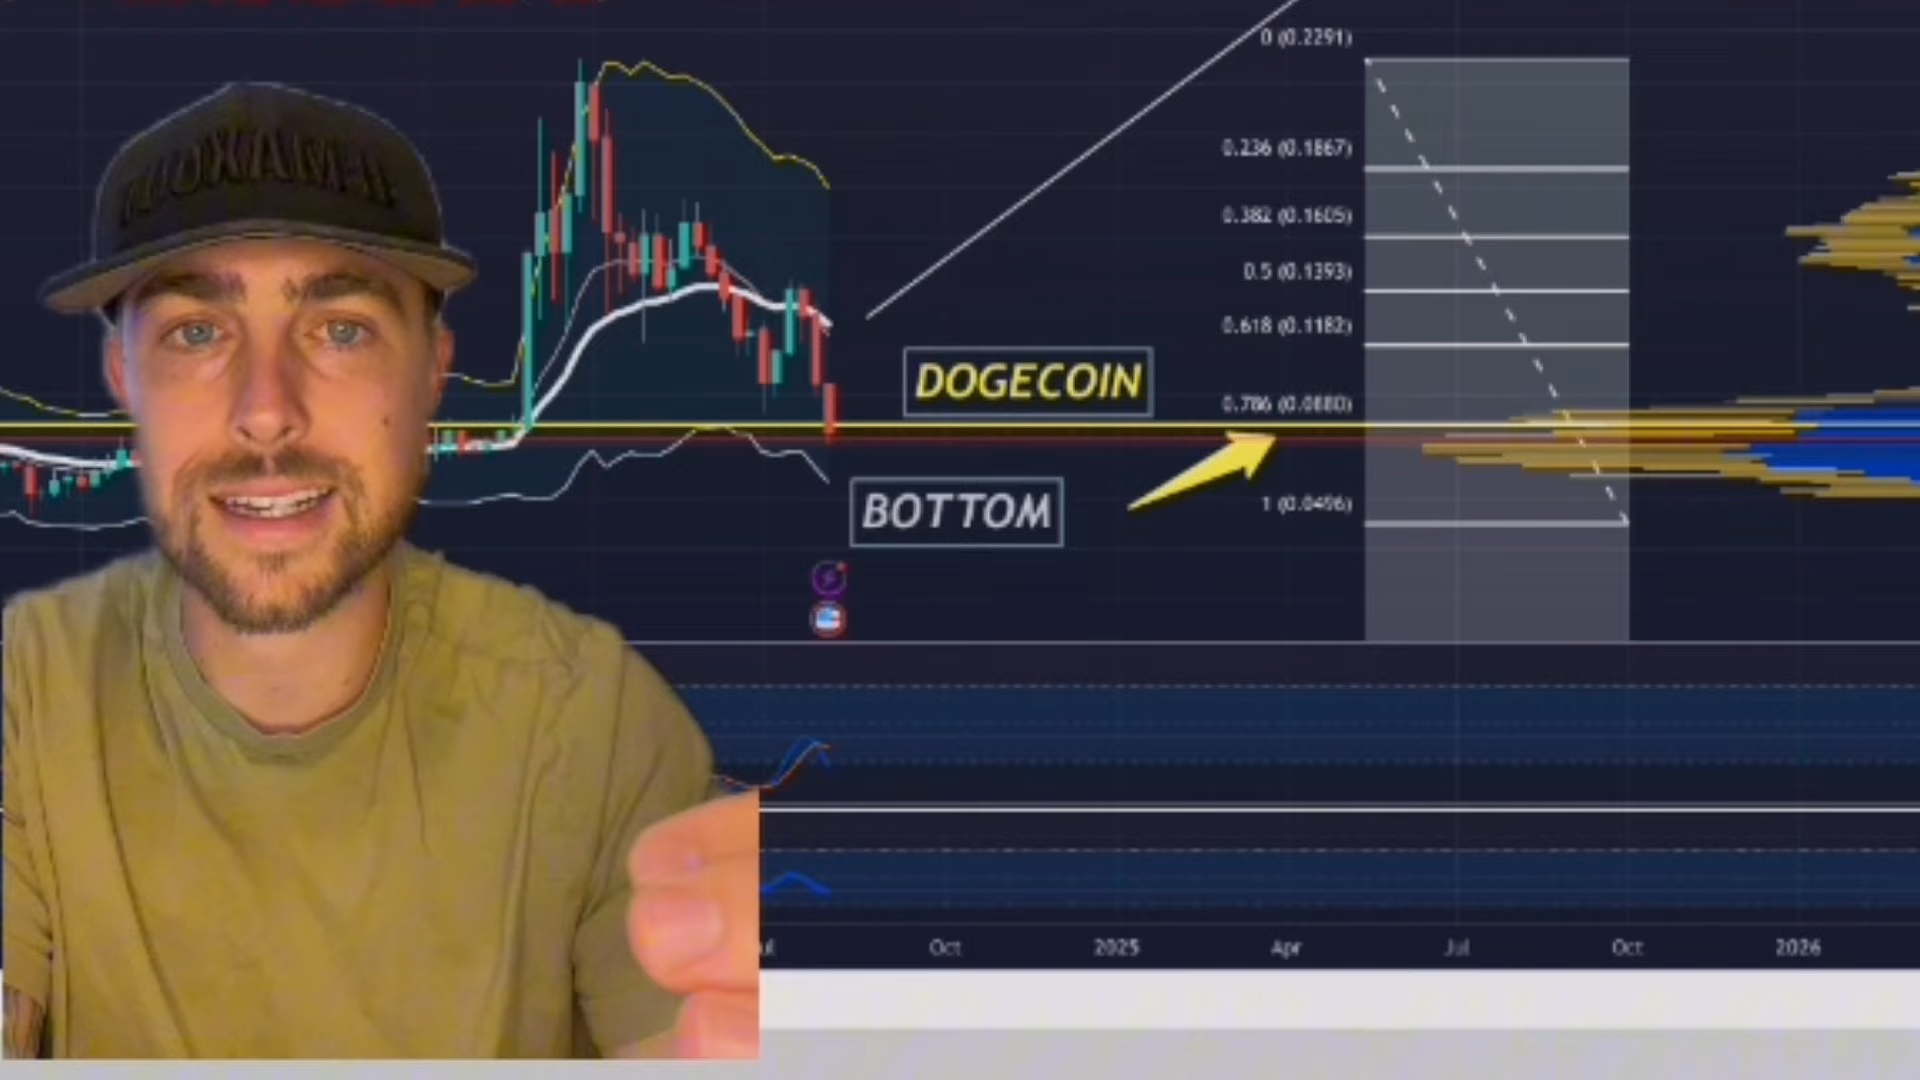 0 (0.2291)
0.236 (0.1867)
0.382 (0.1605)
0.5 (0.1393)
0.618 (0.1182)
DOGECOIN
0.786 (0.0880)
BOTTOM
1 (0.0496)
Oct
2025
Apr
Jul
Oct
2026